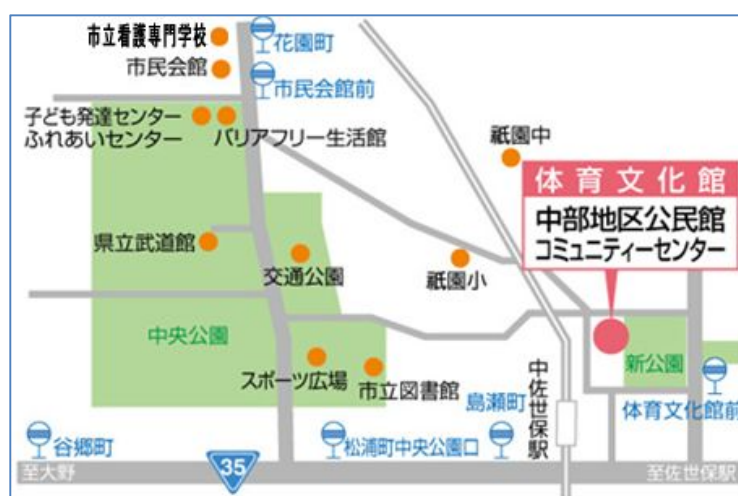 市立看護専門学校
花園町
市民会館
市民会館前
子ども発達センター
ふれあいセンター
バリアフリー生活館
祇園中
体育文化館
中部地区公民館
コミュニティーセンター
県立武道館
交通公園
祇園小
中央公園
新公園
スポーツ広場
市立図書館
島瀬町
中佐世保駅
体育文化館前
谷郷町
35
松浦町中央公園口
至大野
至佐世保駅